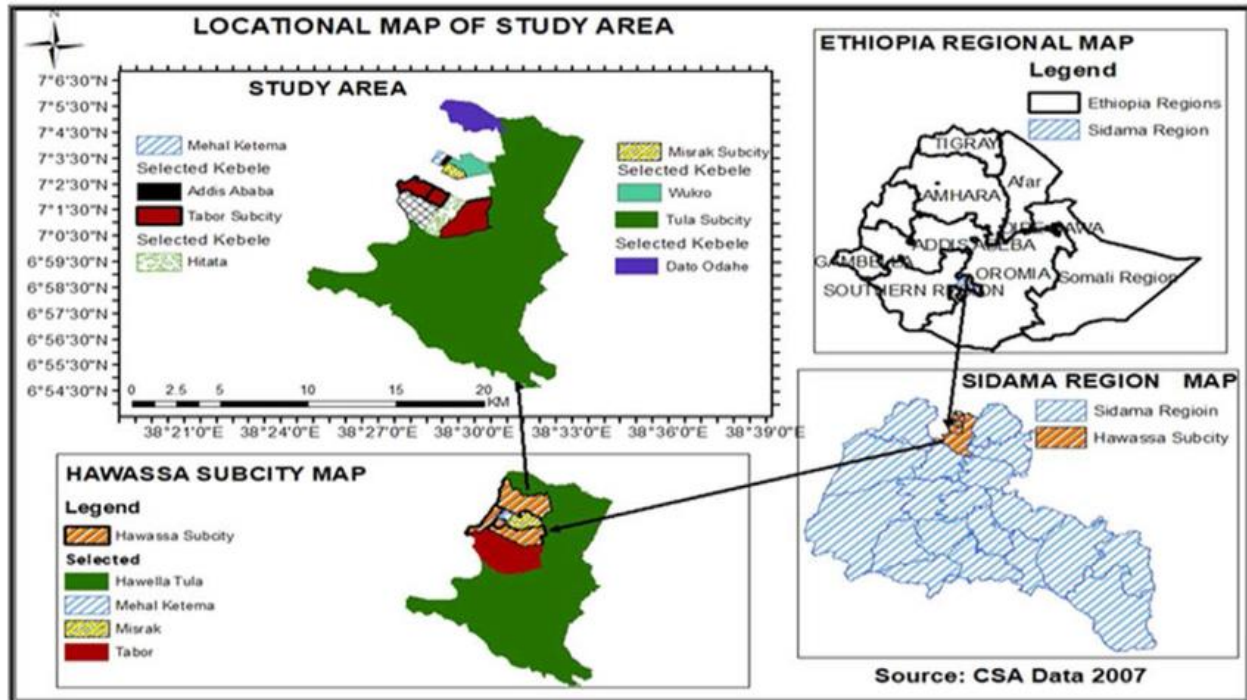 LOCATIONAL MAP OF STUDY AREA
STUDY AREA
7°6'30"N
7°5'30"N
7°4'30"N
7°3'30"N
7°2'30"N
7°1'30"N
7°0'30"N
6°59'30"N
6°58'30"N
6°57'30"N
6°56'30"N
6°55'30"N
6°54'30"N
Mehal Ketema
Selected Kebele
Addis Ababa
Tabor Subcity
Selected Kebele
Hitata
Misrak Subcity
Selected Kebele
Wukro
Tula Subcity
Selected Kebele
Dato Odahe
0 2.5 5 10 15 20
KM
38°21'0"E 38°24'0"E 38°27'0"E 38°30'0"E 38°33'0"E 38°36'0"E 38°39'0"E
ETHIOPIA REGIONAL MAP
Legend
Ethiopia Regions
Sidama Region
TIGRAY
Afar
AMHARA
DIRE DAWA
ADDIS ABEBA
GAMBELLA
OROMIA
Somali Region
SOUTHERN REGION
SIDAMA REGION MAP
Sidama Regioin
Hawassa Subcity
HAWASSA SUBCITY MAP
Legend
Hawassa Subcity
Selected
Hawella Tula
Mehal Ketema
Misrak
Tabor
Source: CSA Data 2007